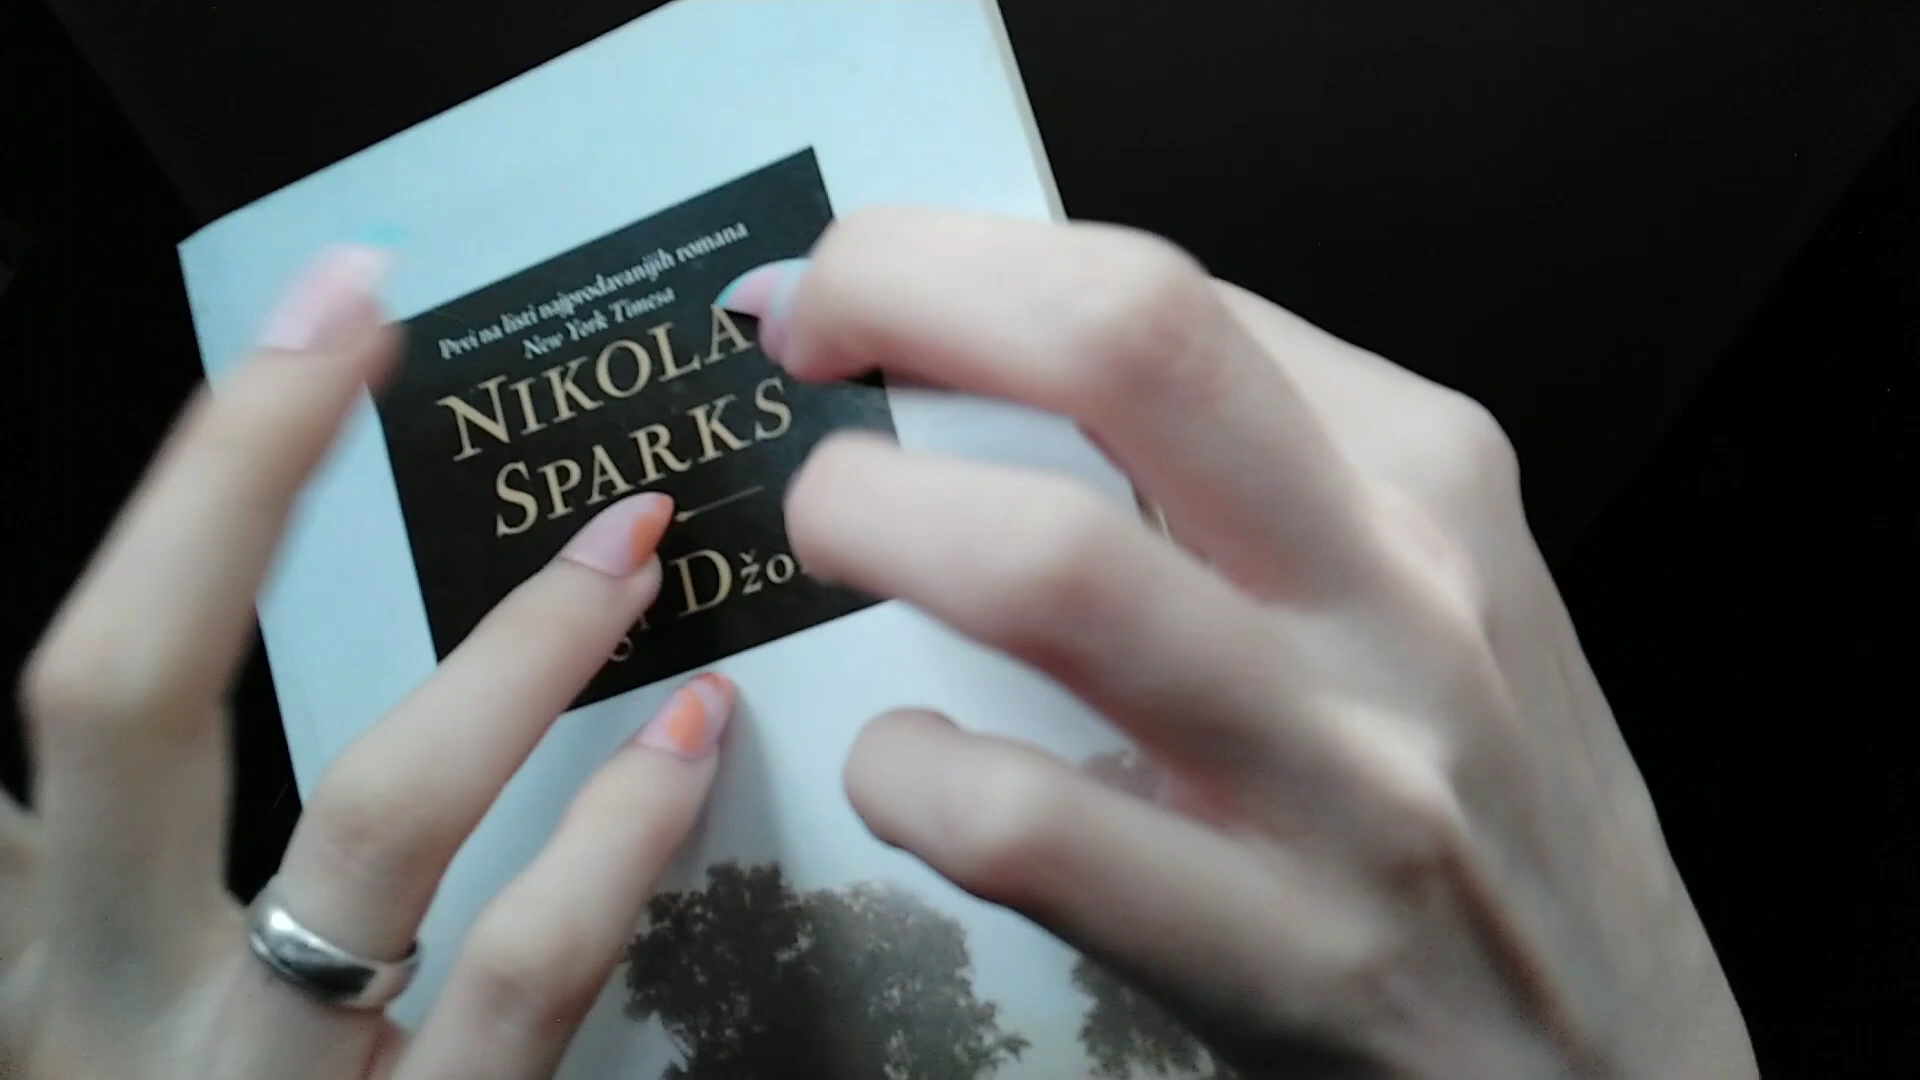 Prvi na listi najprodavanijih romana
New York Timesa
NIKOLA
SPARKS